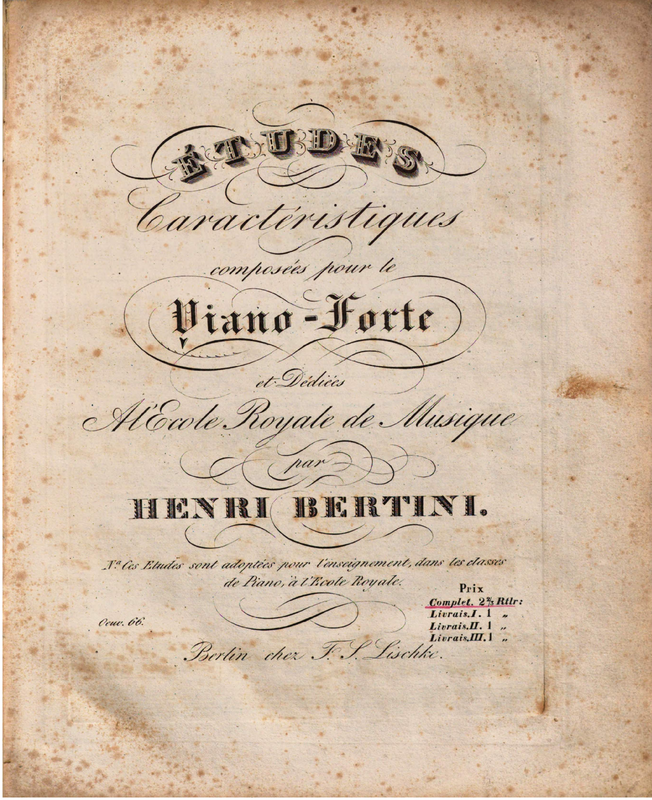 ÉTUDES
Caractéristiques
composées pour le
Piano-Forte
et Dédiées
A l'Ecole Royale de Musique
par
HENRI BERTINI.
Nª Ces Etudes sont adoptées pour l'enseignement, dans les classes
de Piano, à l'Ecole Royale.
Prix
Complet. 2⅔ Rtlr:
Livrais. I. 1 „
Livrais. II. 1 „
Livrais. III. 1 „
Oeuv. 66.
Berlin chez F. S. Lischke.